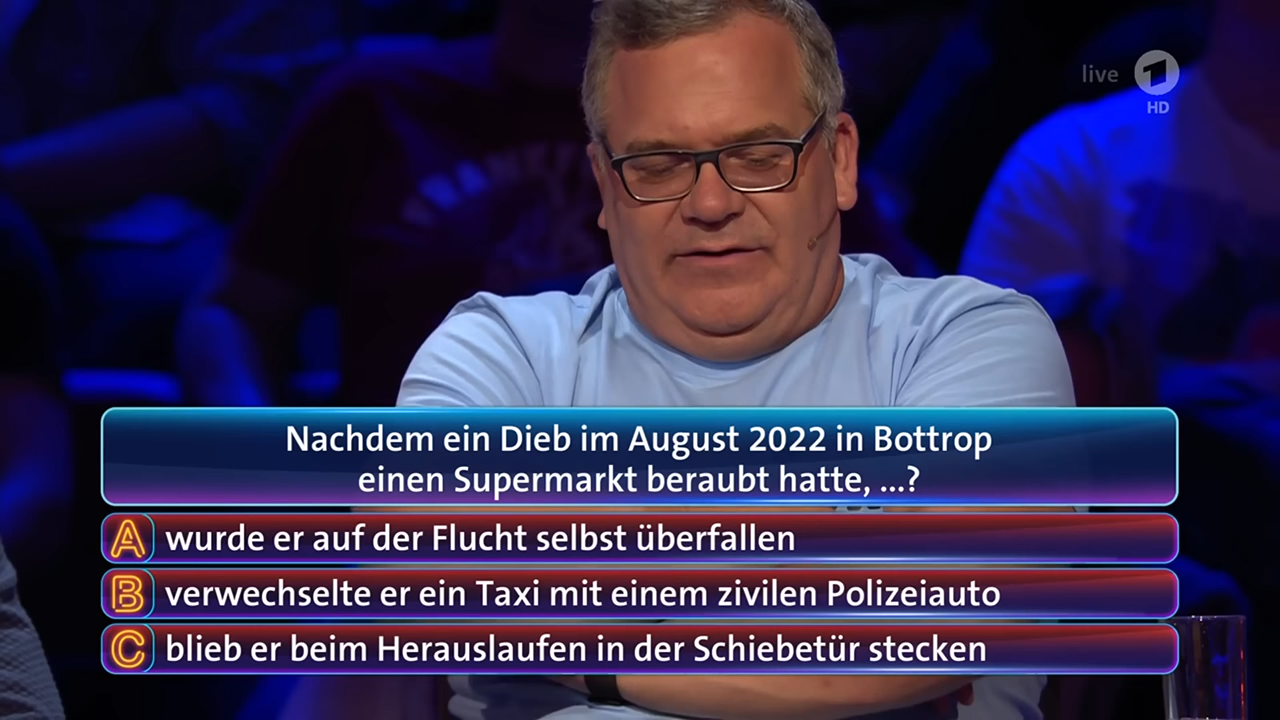 live 1
HD
Nachdem ein Dieb im August 2022 in Bottrop
einen Supermarkt beraubt hatte, ...?
A wurde er auf der Flucht selbst überfallen
B verwechselte er ein Taxi mit einem zivilen Polizeiauto
C blieb er beim Herauslaufen in der Schiebetür stecken